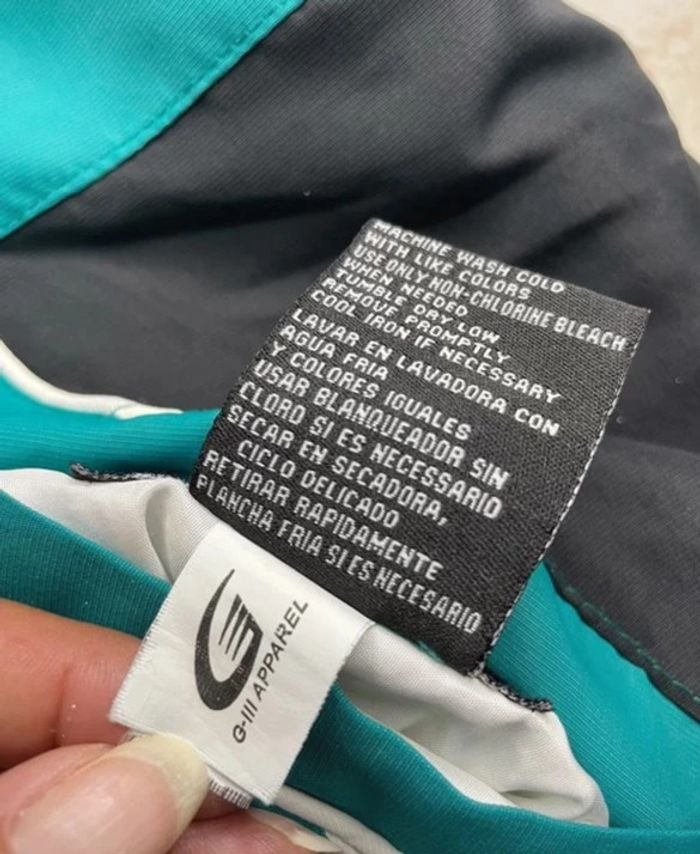 MACHINE WASH COLD
WITH LIKE COLORS
USE ONLY NON-CHLORINE BLEACH
WHEN NEEDED
TUMBLE DRY LOW
REMOVE PROMPTLY
COOL IRON IF NECESSARY
LAVAR EN LAVADORA CON
AGUA FRIA
Y COLORES IGUALES
USAR BLANQUEADOR SIN
CLORO SI ES NECESSARIO
SECAR EN SECADORA,
CICLO DELICADO
RETIRAR RAPIDAMENTE
PLANCHA FRIA SI ES NECESARIO
G-III APPAREL